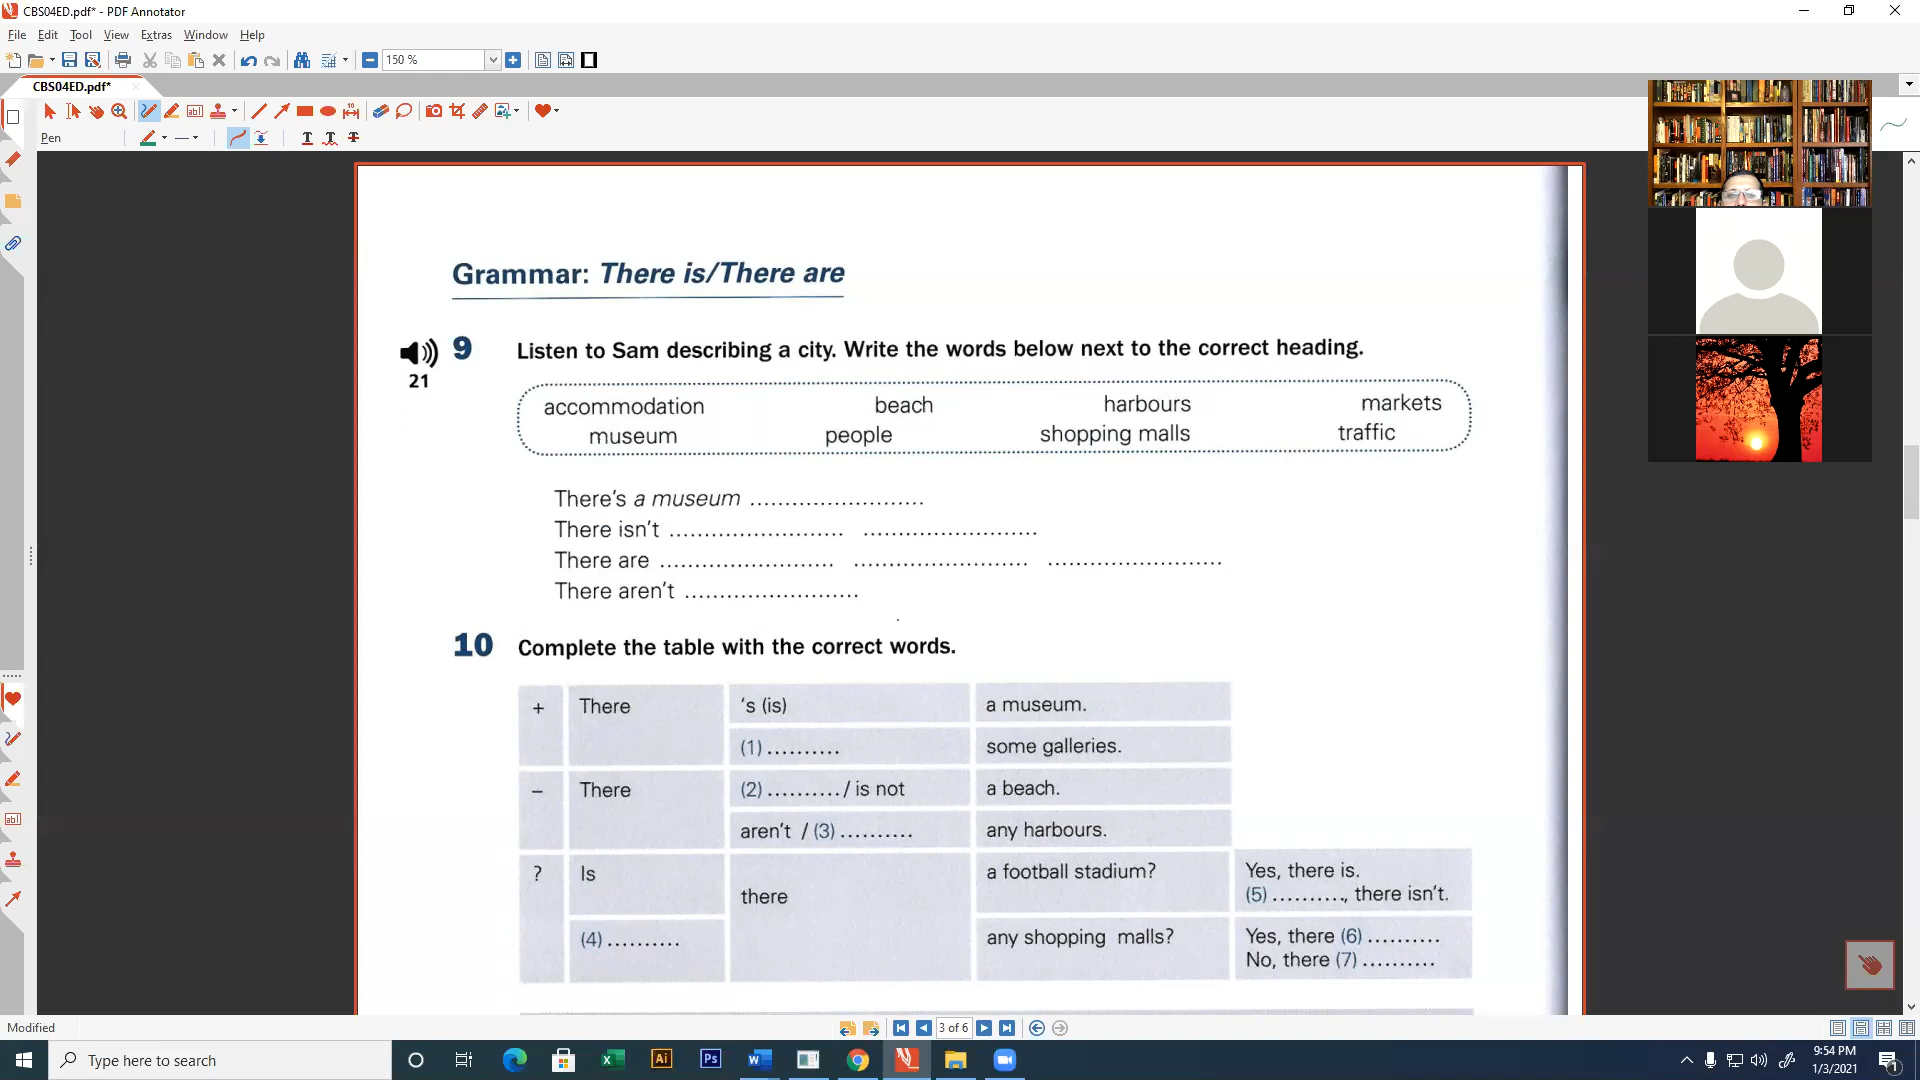 CBS04ED.pdf* - PDF Annotator
File Edit Tool View Extras Window Help
150 %
CBS04ED.pdf*
Pen
Grammar: There is/There are
21
9 Listen to Sam describing a city. Write the words below next to the correct heading.
accommodation beach harbours markets
museum people shopping malls traffic
There's a museum .........................
There isn't ......................... .........................
There are ......................... ......................... .........................
There aren't .........................
10 Complete the table with the correct words.
+ There 's (is) a museum.
(1) .......... some galleries.
– There (2) .......... / is not a beach.
aren't / (3) .......... any harbours.
? Is there a football stadium? Yes, there is.
(5) .........., there isn't.
(4) .......... any shopping malls? Yes, there (6) ..........
No, there (7) ..........
Modified
3 of 6
Type here to search
9:54 PM
1/3/2021